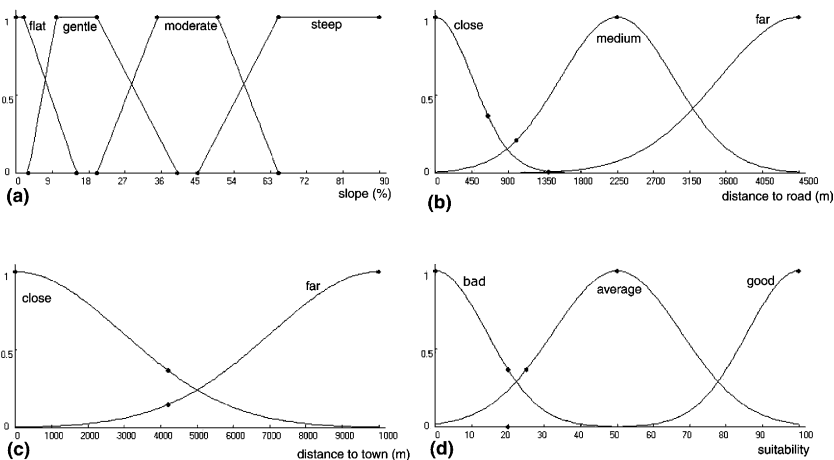 1
flat
gentle
moderate
steep
0.5
0
0 9 18 27 36 45 54 63 72 81 90
(a)
slope (%)
1
close
medium
far
0.5
0
0 450 900 1350 1800 2250 2700 3150 3600 4050 4500
(b)
distance to road (m)
1
close
far
0.5
0
0 1000 2000 3000 4000 5000 6000 7000 8000 9000 1000
(c)
distance to town (m)
1
bad
average
good
0.5
0
0 10 20 30 40 50 60 70 80 90 100
(d)
suitability